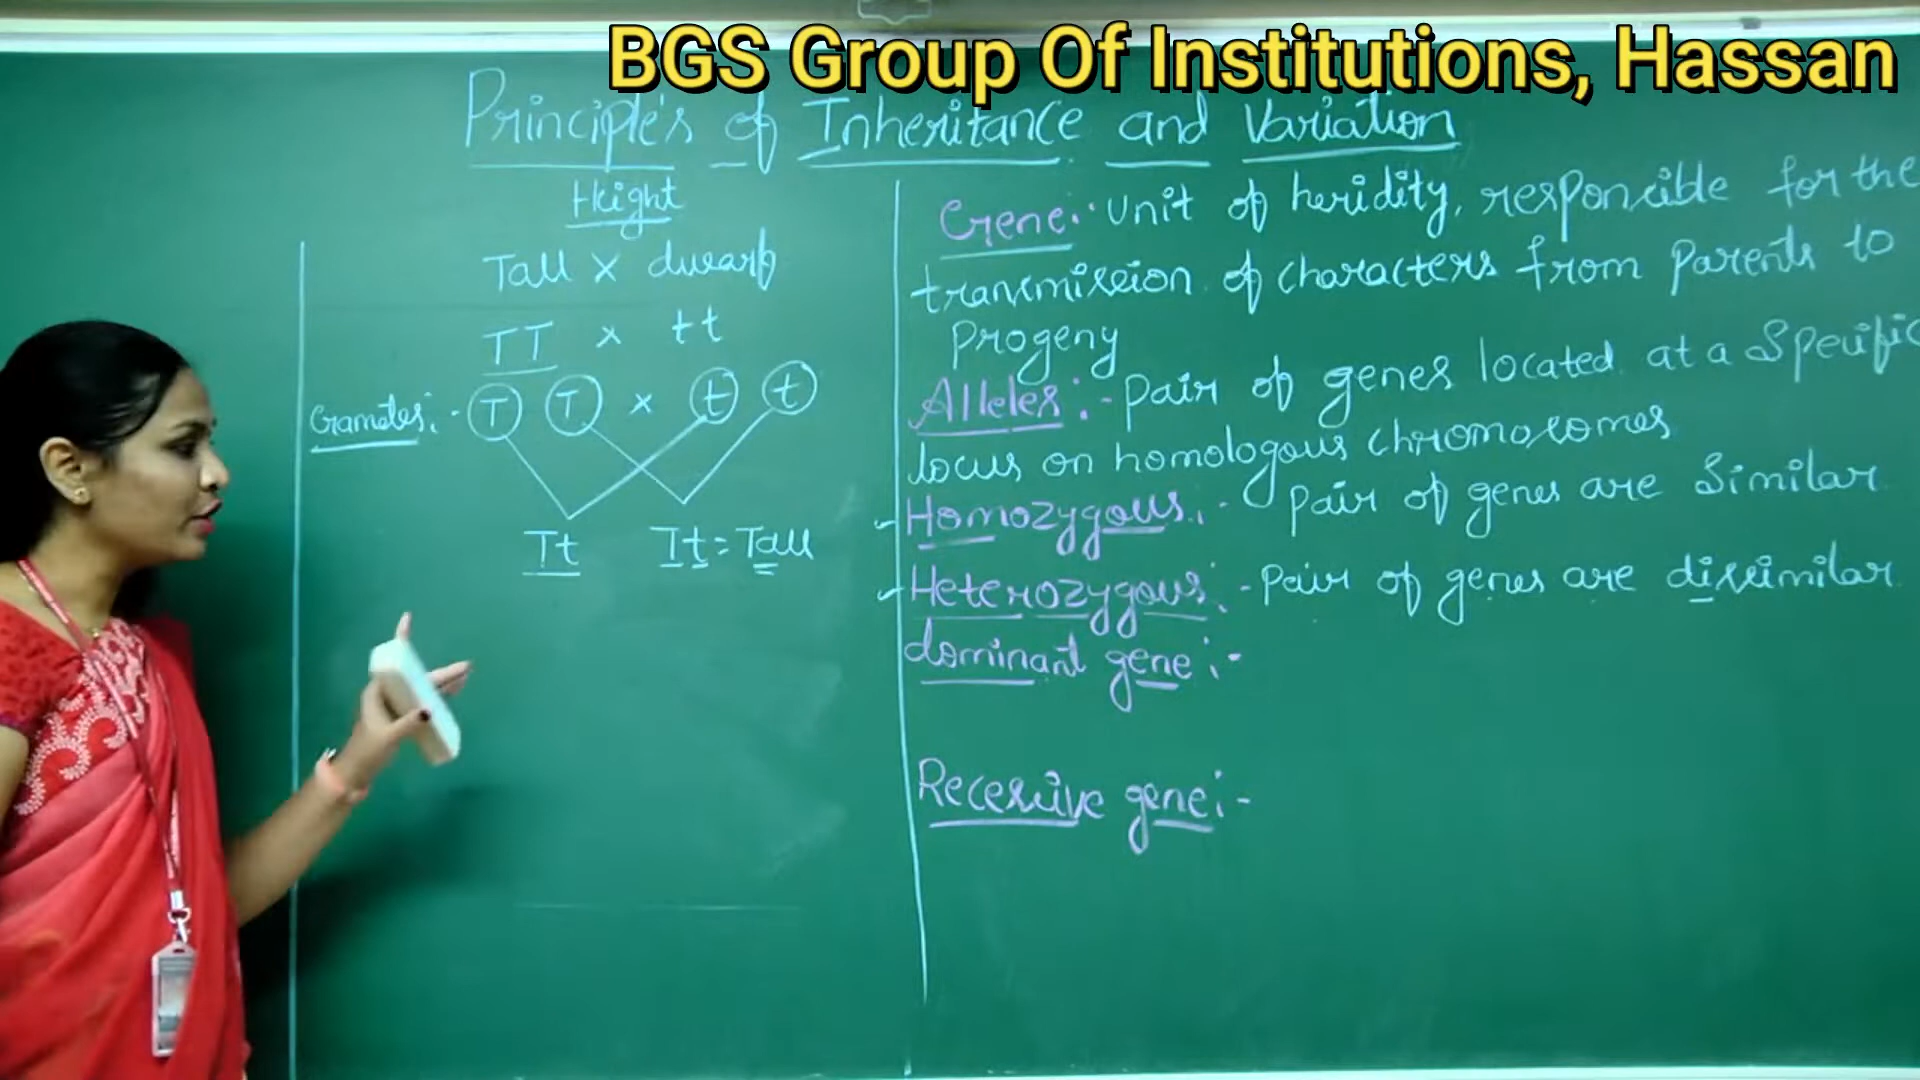 BGS Group Of Institutions, Hassan
Principle's of Inheritance and Variation
Height
Tall x dwarf
TT x tt
Gametes:- T T x t t
Tt Tt = Tall
Gene:- Unit of heridity, responsible for the
transmission of characters from Parents to
Progeny
Alleles:- Pair of genes located at a Specific
locus on homologous chromosomes
Homozygous:- Pair of genes are Similar
Heterozygous:- Pair of genes are dissimilar
dominant gene:-
Recessive gene:-